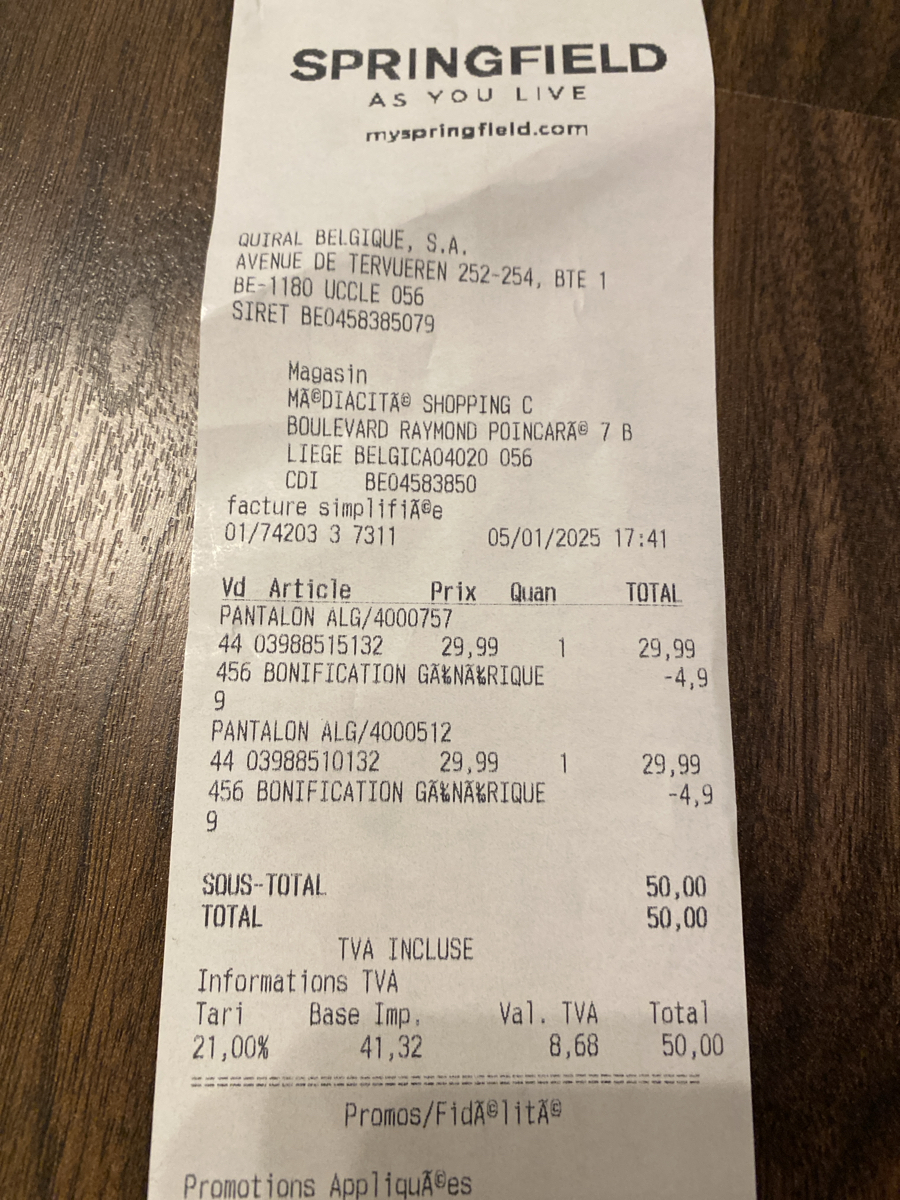 SPRINGFIELD
AS YOU LIVE
myspringfield.com
QUIRAL BELGIQUE, S.A.
AVENUE DE TERVUEREN 252-254, BTE 1
BE-1180 UCCLE 056
SIRET BE0458385079
Magasin
MÃ©DIACITÃ© SHOPPING C
BOULEVARD RAYMOND POINCARÃ© 7 B
LIEGE BELGICA04020 056
CDI BE04583850
facture simplifiÃ©e
01/74203 3 7311 05/01/2025 17:41
Vd Article Prix Quan TOTAL
PANTALON ALG/4000757
44 03988515132 29,99 1 29,99
456 BONIFICATION GÃ‰NÃ‰RIQUE -4,9
9
PANTALON ALG/4000512
44 03988510132 29,99 1 29,99
456 BONIFICATION GÃ‰NÃ‰RIQUE -4,9
9
SOUS-TOTAL 50,00
TOTAL 50,00
TVA INCLUSE
Informations TVA
Tari Base Imp. Val. TVA Total
21,00% 41,32 8,68 50,00
Promos/FidÃ©litÃ©
Promotions AppliquÃ©es